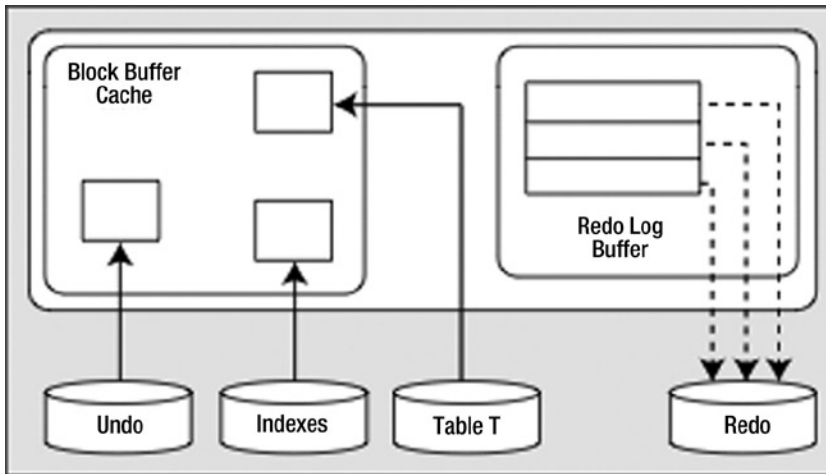 Block Buffer
Cache
Redo Log
Buffer
Undo
Indexes
Table T
Redo